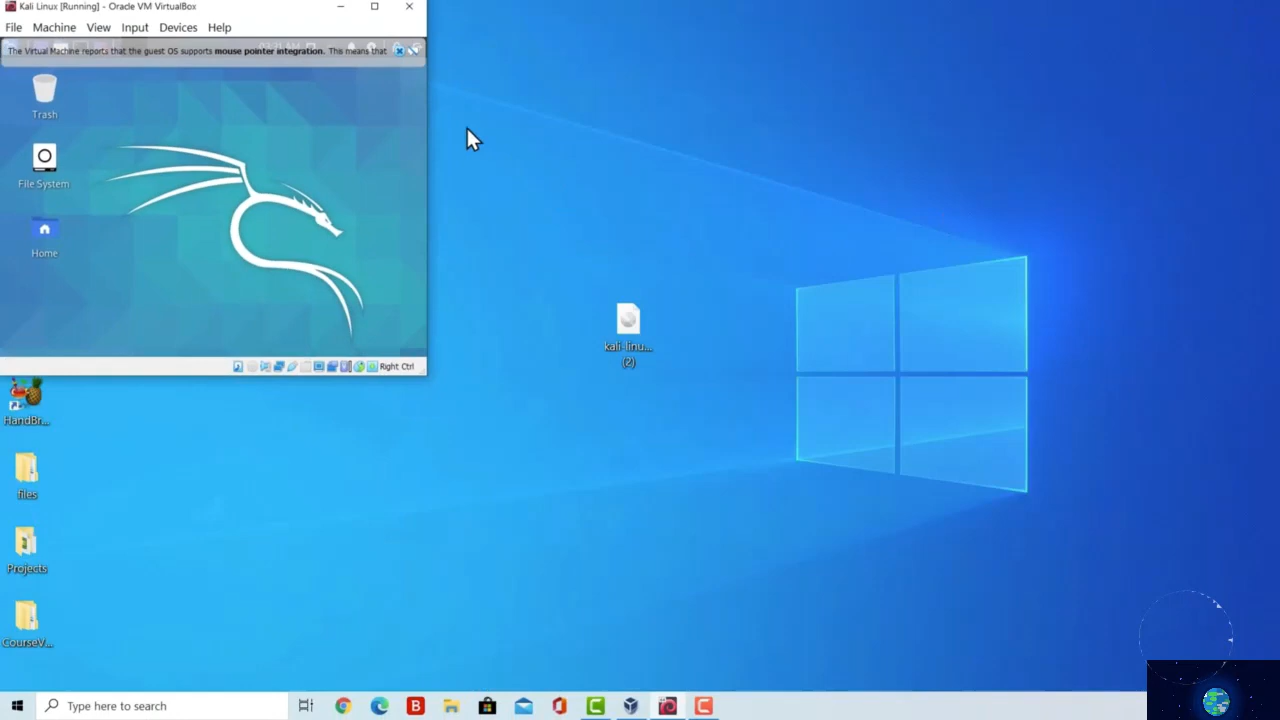 Kali Linux [Running] - Oracle VM VirtualBox
File Machine View Input Devices Help
The Virtual Machine reports that the guest OS supports mouse pointer integration. This means that
Trash
File System
Home
Right Ctrl
kali-linu...
(2)
HandBr...
files
Projects
CourseV...
Type here to search
B